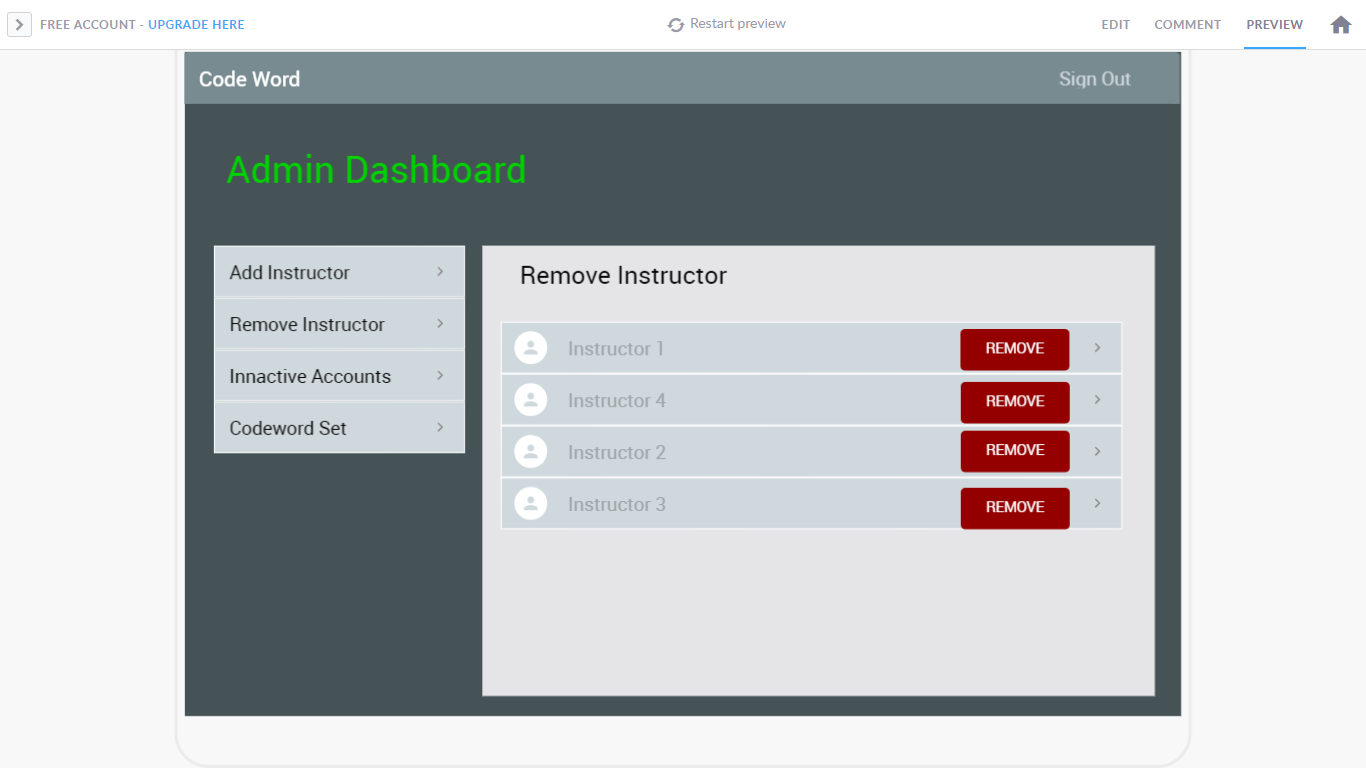 FREE ACCOUNT - UPGRADE HERE
Restart preview
EDIT
COMMENT
PREVIEW
Code Word
Sign Out
Admin Dashboard
Add Instructor
Remove Instructor
Innactive Accounts
Codeword Set
Remove Instructor
Instructor 1
REMOVE
Instructor 4
REMOVE
Instructor 2
REMOVE
Instructor 3
REMOVE